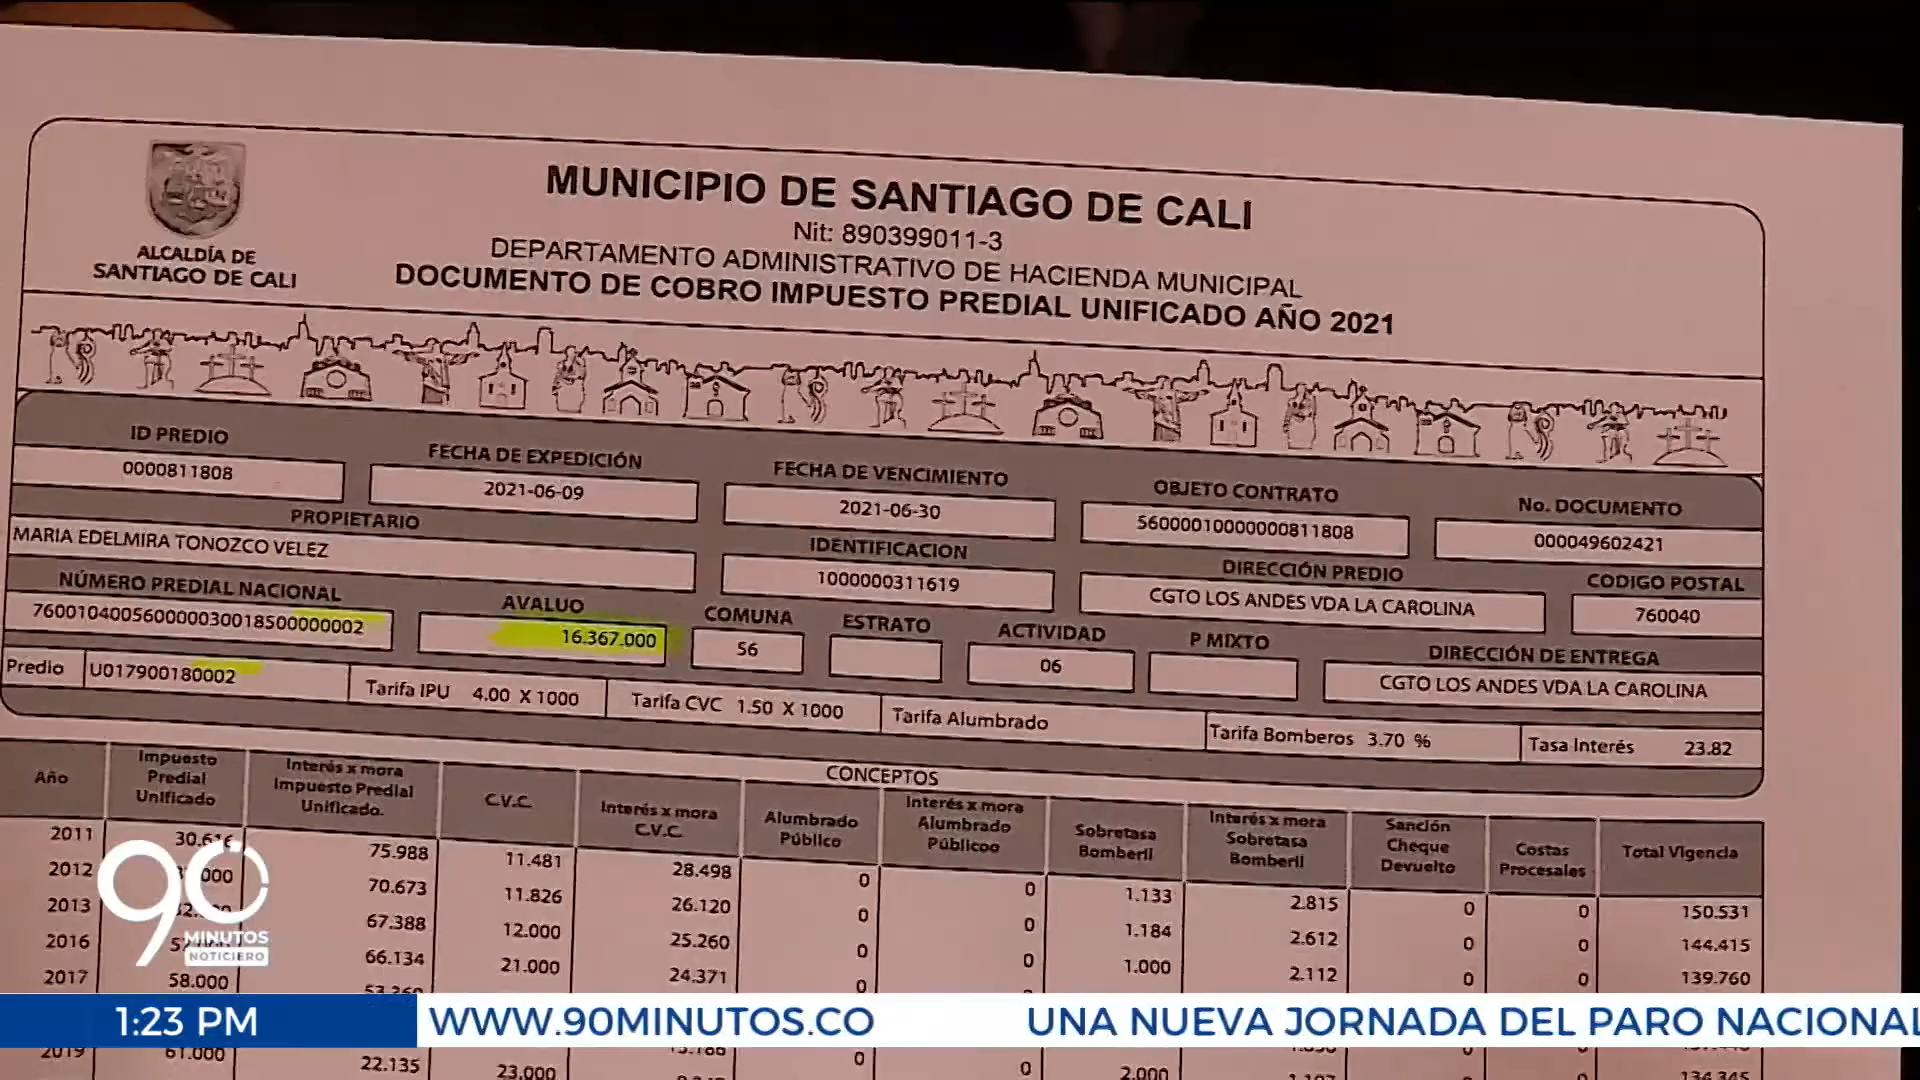 ALCALDÍA DE
SANTIAGO DE CALI
MUNICIPIO DE SANTIAGO DE CALI
Nit: 890399011-3
DEPARTAMENTO ADMINISTRATIVO DE HACIENDA MUNICIPAL
DOCUMENTO DE COBRO IMPUESTO PREDIAL UNIFICADO AÑO 2021
ID PREDIO
0000811808
FECHA DE EXPEDICIÓN
2021-06-09
FECHA DE VENCIMIENTO
2021-06-30
OBJETO CONTRATO
5600001000000811808
No. DOCUMENTO
000049602421
PROPIETARIO
MARIA EDELMIRA TONOZCO VELEZ
IDENTIFICACION
1000000311619
DIRECCIÓN PREDIO
CGTO LOS ANDES VDA LA CAROLINA
CODIGO POSTAL
760040
NÚMERO PREDIAL NACIONAL
AVALUO
16.367.000
COMUNA
56
ESTRATO
ACTIVIDAD
06
P MIXTO
DIRECCIÓN DE ENTREGA
CGTO LOS ANDES VDA LA CAROLINA
Predio U017900180002
Tarifa IPU 4.00 X 1000
Tarifa CVC 1.50 X 1000
Tarifa Alumbrado
Tarifa Bomberos 3.70 %
Tasa Interés 23.82
CONCEPTOS
Año
Impuesto
Predial
Unificado
Interés x mora
Impuesto Predial
Unificado.
C.V.C.
Interés x mora
C.V.C.
Alumbrado
Público
Interés x mora
Alumbrado
Públicoo
Sobretasa
Bomberil
Interés x mora
Sobretasa
Bomberil
Sanción
Cheque
Devuelto
Costas
Procesales
Total Vigencia
2011 75.988 11.481 28.498 0 0 1.133 2.815 0 0 150.531
2012 70.673 11.826 26.120 0 0 1.184 2.612 0 0 144.415
2013 67.388 12.000 25.260 0 0 1.000 2.112 0 0 139.760
2016 66.134 21.000 24.371 0
2017 58.000
2019 61.000 22.135 23.000 0 0 2.000 134.345
90
MINUTOS
NOTICIERO
1:23 PM
WWW.90MINUTOS.CO
UNA NUEVA JORNADA DEL PARO NACIONAL